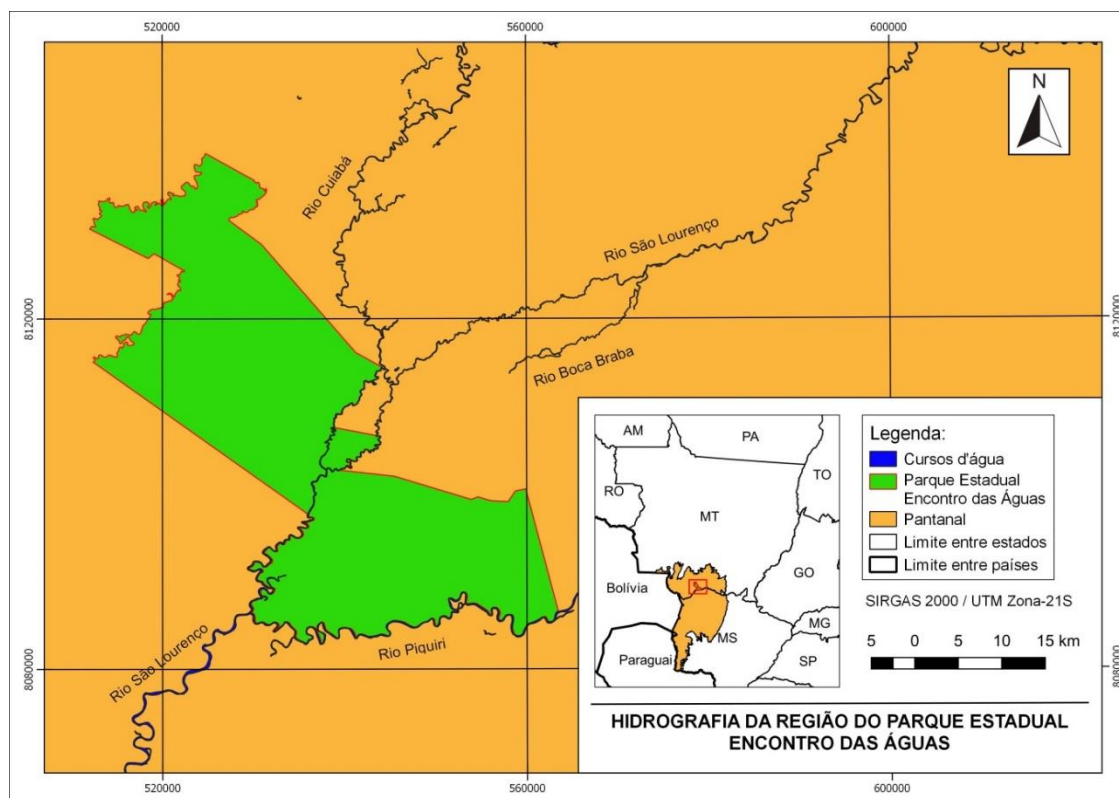 520000
560000
600000
N
Rio Cuiabá
Rio São Lourenço
8120000
8120000
Rio Boca Braba
Rio São Lourenço
Rio Piquiri
8080000
8080000
AM
PA
RO
TO
MT
Bolívia
GO
MG
MS
Paraguai
SP
Legenda:
Cursos d'água
Parque Estadual
Encontro das Águas
Pantanal
Limite entre estados
Limite entre países
SIRGAS 2000 / UTM Zona-21S
5 0 5 10 15 km
HIDROGRAFIA DA REGIÃO DO PARQUE ESTADUAL
ENCONTRO DAS ÁGUAS
520000
560000
600000